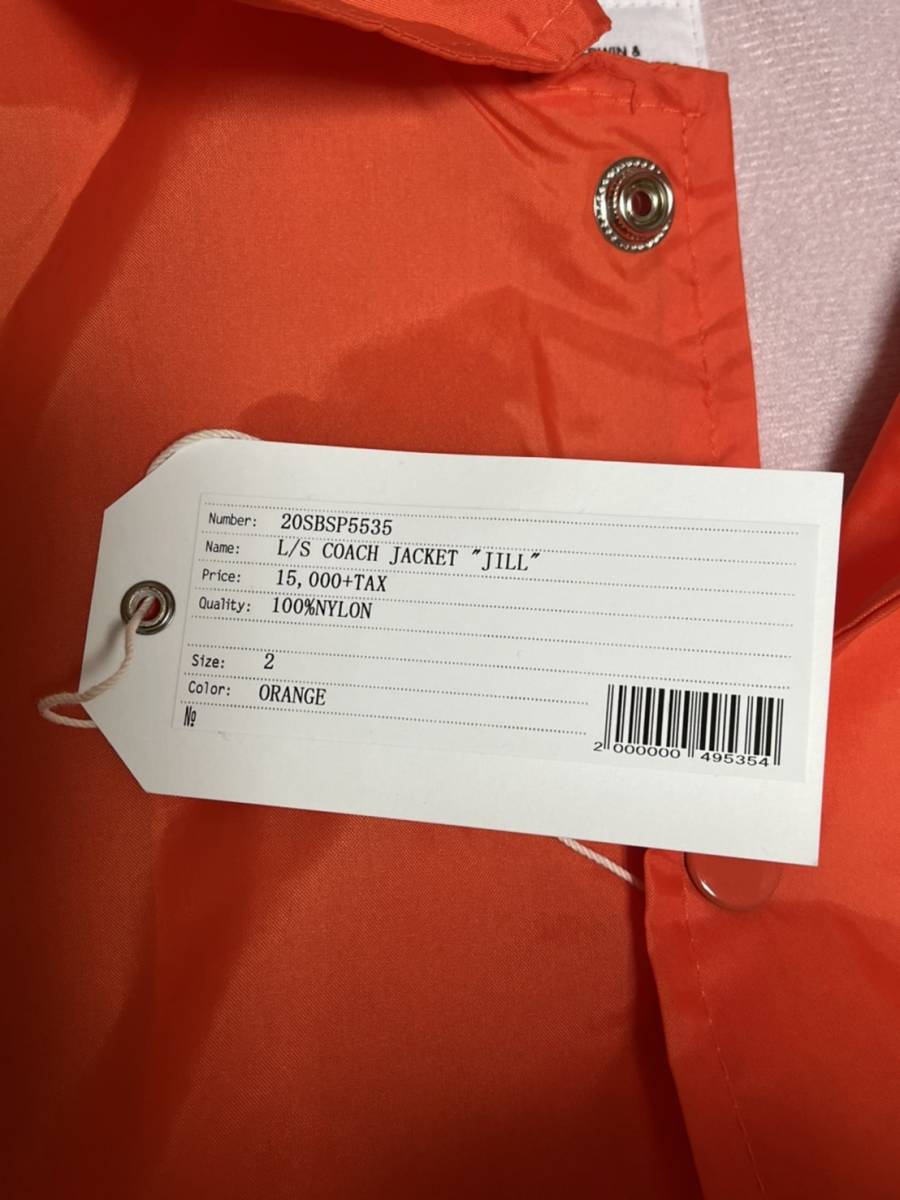 Number: 20SBSP5535
Name: L/S COACH JACKET "JILL"
Price: 15,000+TAX
Quality: 100%NYLON
Size: 2
Color: ORANGE
№
2 000000 495354